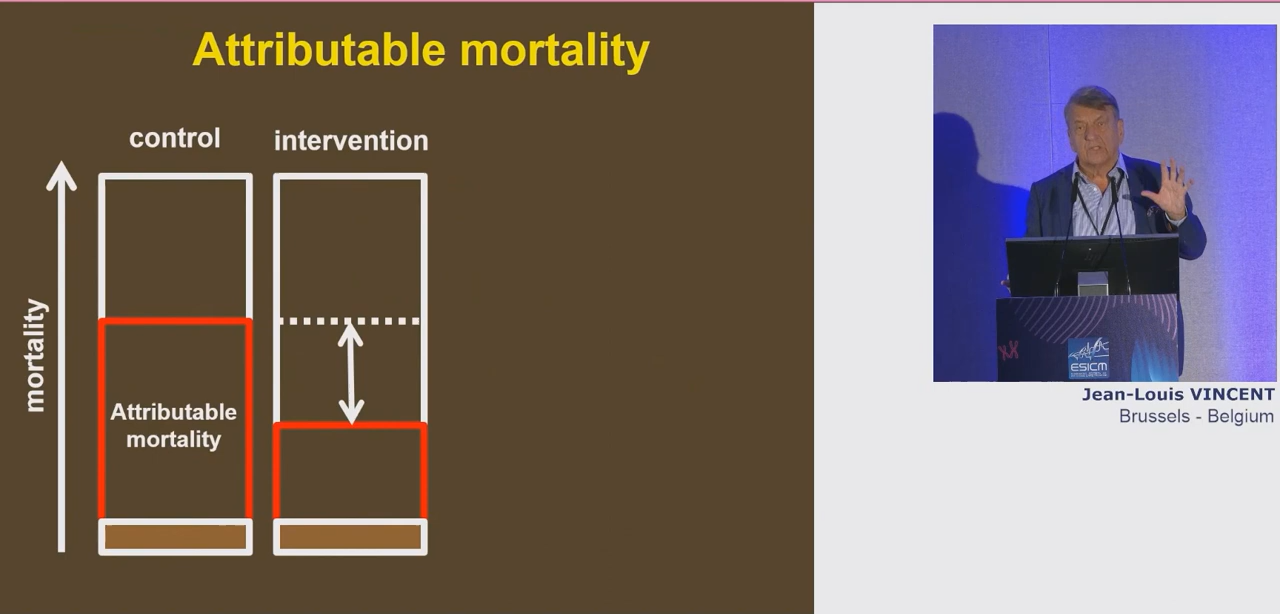 Attributable mortality
control
intervention
mortality
Attributable
mortality
ESICM
Jean-Louis VINCENT
Brussels - Belgium